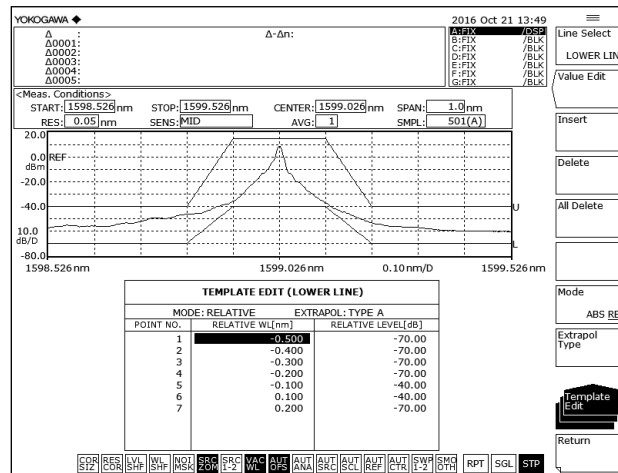 YOKOGAWA ◆ 2016 Oct 21 13:49
Δ : Δ-Δn:
Δ0001:
Δ0002:
Δ0003:
Δ0004:
Δ0005:
A:FIX /DSP
B:FIX /BLK
C:FIX /BLK
D:FIX /BLK
E:FIX /BLK
F:FIX /BLK
G:FIX /BLK
<Meas. Conditions>
START: 1598.526 nm STOP: 1599.526 nm CENTER: 1599.026 nm SPAN: 1.0 nm
RES: 0.05 nm SENS: MID AVG: 1 SMPL: 501(A)
20.0
0.0 REF
dBm
-20.0
-40.0 U
10.0
dB/D L
-80.0
1598.526nm 1599.026nm 0.10nm/D 1599.526nm
TEMPLATE EDIT (LOWER LINE)
MODE: RELATIVE EXTRAPOL: TYPE A
POINT NO. RELATIVE WL[nm] RELATIVE LEVEL[dB]
1 -0.500 -70.00
2 -0.400 -70.00
3 -0.300 -70.00
4 -0.200 -70.00
5 -0.100 -40.00
6 0.100 -40.00
7 0.200 -70.00
COR SIZ
RES COR
LVL SHF
WL SHF
NOI MSK
SRC ZOM
SRC 1-2
VAC WL
AUT OFS
AUT ANA
AUT SRC
AUT SCL
AUT REF
AUT CTR
SWP 1-2
SMO OTH
RPT SGL STP
Line Select
LOWER LIN
Value Edit
Insert
Delete
All Delete
Mode
ABS RE
Extrapol
Type
Template
Edit
Return